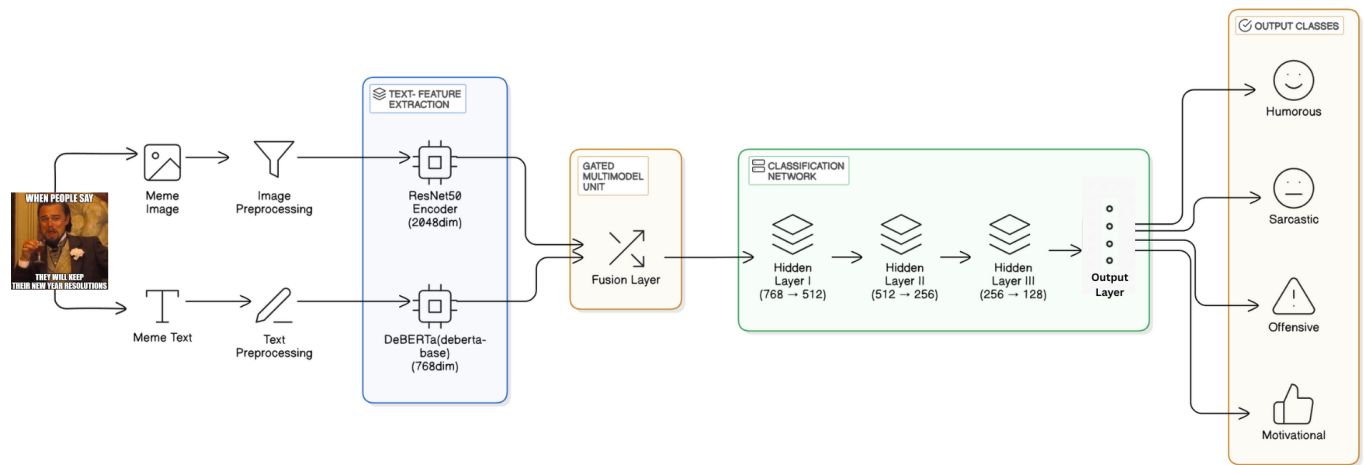 WHEN PEOPLE SAY
THEY WILL KEEP
THEIR NEW YEAR RESOLUTIONS
Meme
Image
Image
Preprocessing
Meme Text
Text
Preprocessing
TEXT- FEATURE
EXTRACTION
ResNet50
Encoder
(2048dim)
DeBERTa(deberta-
base)
(768dim)
GATED
MULTIMODEL
UNIT
Fusion Layer
CLASSIFICATION
NETWORK
Hidden
Layer I
(768 → 512)
Hidden
Layer II
(512 → 256)
Hidden
Layer III
(256 → 128)
Output
Layer
OUTPUT CLASSES
Humorous
Sarcastic
Offensive
Motivational